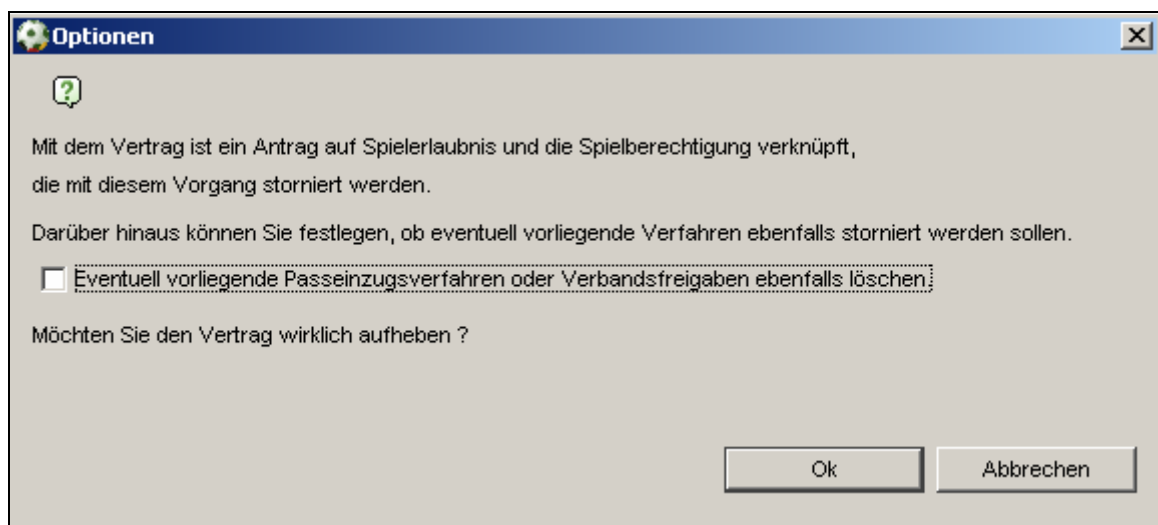 Optionen
Mit dem Vertrag ist ein Antrag auf Spielerlaubnis und die Spielberechtigung verknüpft,
die mit diesem Vorgang storniert werden.
Darüber hinaus können Sie festlegen, ob eventuell vorliegende Verfahren ebenfalls storniert werden sollen.
Eventuell vorliegende Passeinzugsverfahren oder Verbandsfreigaben ebenfalls löschen.
Möchten Sie den Vertrag wirklich aufheben ?
Ok Abbrechen